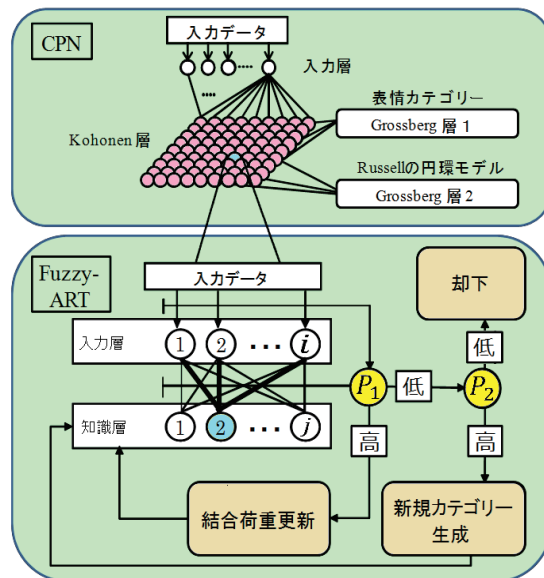 CPN
入力データ
入力層
Kohonen 層
表情カテゴリー
Grossberg 層 1
Russellの円環モデル
Grossberg 層 2
Fuzzy-
ART
入力データ
却下
入力層
1 2 i
P1
低
P2
低
知識層
1 2 j
高
高
結合荷重更新
新規カテゴリー
生成